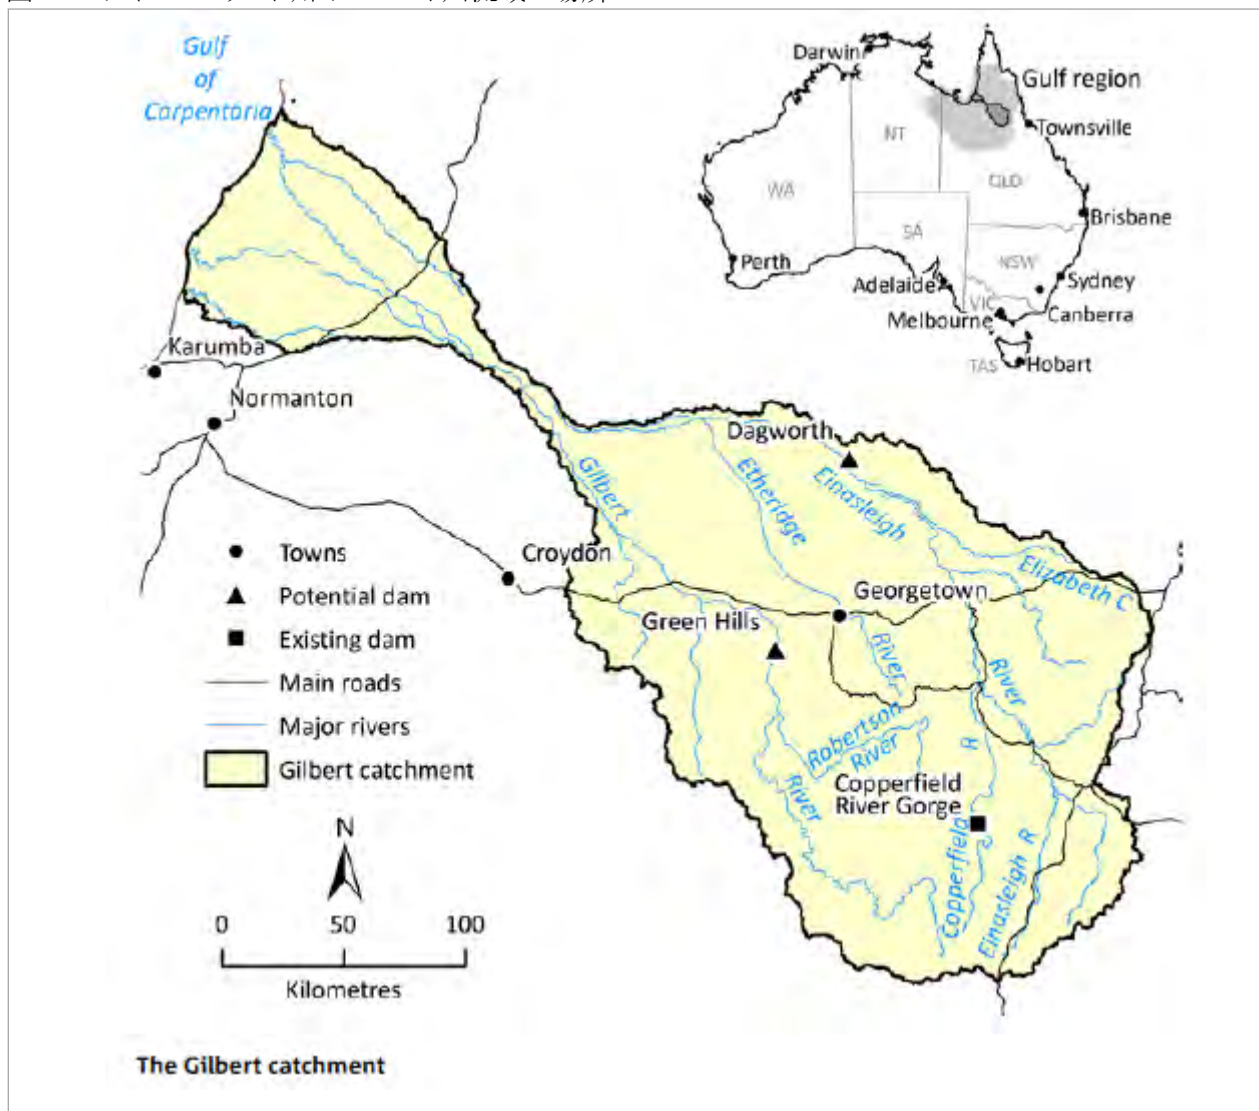 Gulf
of
Carpentaria
Darwin
Gulf region
Townsville
NT
WA
QLD
Brisbane
SA
Perth
NSW
Adelaide
Sydney
VIC
Melbourne
Canberra
TAS
Hobart
Karumba
Normanton
Dagworth
Gilbert
Etheridge
Einasleigh
Croydon
Elizabeth C
Georgetown
Green Hills
River
River
Robertson
River
R
River
Copperfield
River Gorge
Copperfield
Einasleigh R
Towns
Potential dam
Existing dam
Main roads
Major rivers
Gilbert catchment
N
0 50 100
Kilometres
The Gilbert catchment